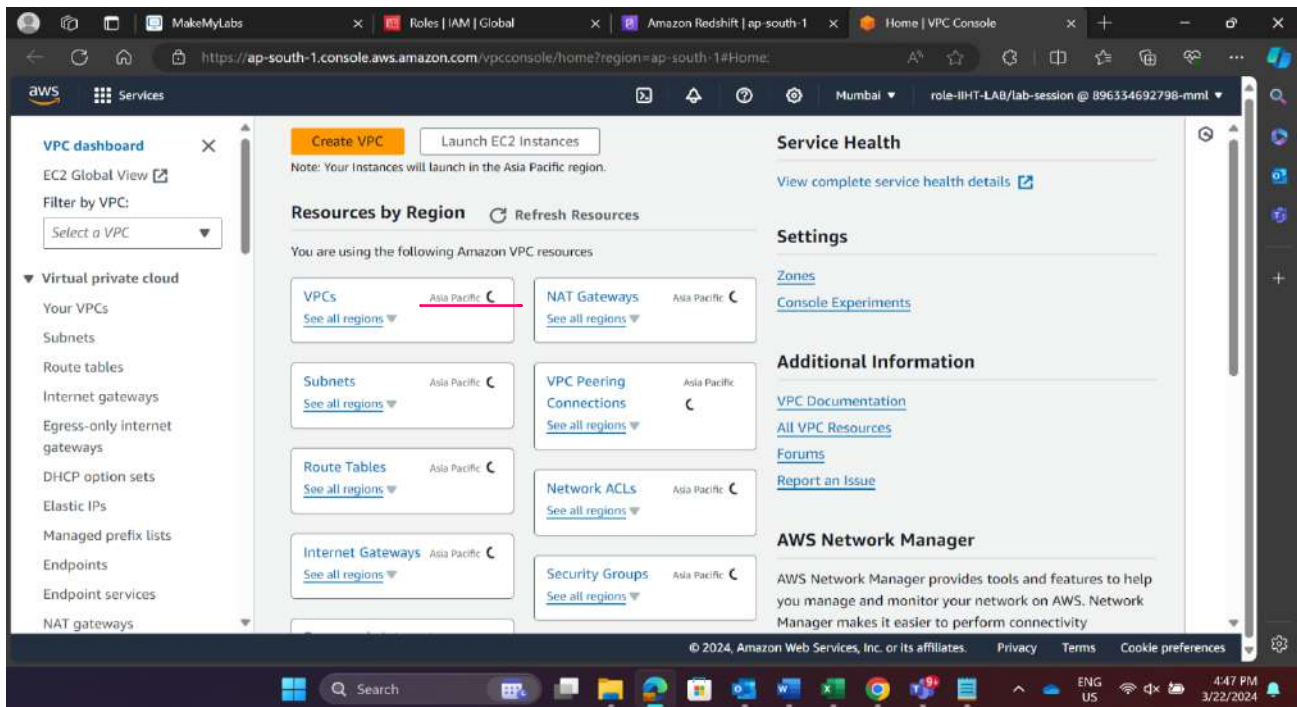 MakeMyLabs
Roles | IAM | Global
Amazon Redshift | ap-south-1
Home | VPC Console
https://ap-south-1.console.aws.amazon.com/vpcconsole/home?region=ap-south-1#Home:
aws
Services
Mumbai
role-IIHT-LAB/lab-session @ 896334692798-mml
VPC dashboard
EC2 Global View
Filter by VPC:
Select a VPC
Virtual private cloud
Your VPCs
Subnets
Route tables
Internet gateways
Egress-only internet
gateways
DHCP option sets
Elastic IPs
Managed prefix lists
Endpoints
Endpoint services
NAT gateways
Create VPC
Launch EC2 Instances
Note: Your Instances will launch in the Asia Pacific region.
Resources by Region
Refresh Resources
You are using the following Amazon VPC resources
VPCs Asia Pacific
See all regions
NAT Gateways Asia Pacific
See all regions
Subnets Asia Pacific
See all regions
VPC Peering Asia Pacific
Connections
See all regions
Route Tables Asia Pacific
See all regions
Network ACLs Asia Pacific
See all regions
Internet Gateways Asia Pacific
See all regions
Security Groups Asia Pacific
See all regions
Service Health
View complete service health details
Settings
Zones
Console Experiments
Additional Information
VPC Documentation
All VPC Resources
Forums
Report an Issue
AWS Network Manager
AWS Network Manager provides tools and features to help
you manage and monitor your network on AWS. Network
Manager makes it easier to perform connectivity
© 2024, Amazon Web Services, Inc. or its affiliates.
Privacy
Terms
Cookie preferences
Search
ENG
US
4:47 PM
3/22/2024